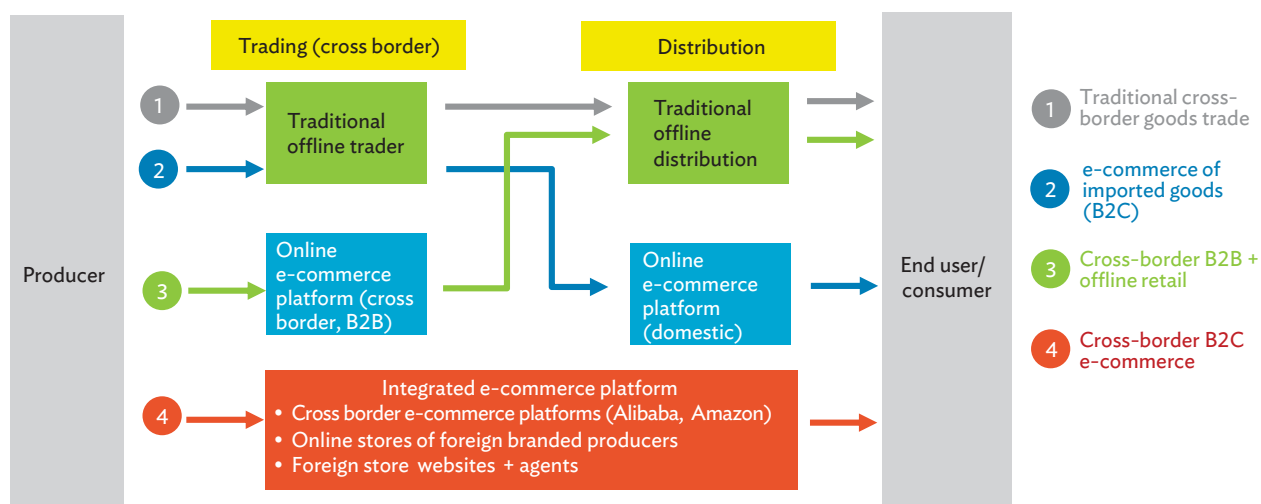 Producer
Trading (cross border)
Distribution
1
Traditional
offline trader
2
Traditional
offline
distribution
3
Online
e-commerce
platform (cross
border, B2B)
Online
e-commerce
platform
(domestic)
4
Integrated e-commerce platform
• Cross border e-commerce platforms (Alibaba, Amazon)
• Online stores of foreign branded producers
• Foreign store websites + agents
End user/
consumer
1
Traditional cross-
border goods trade
2
e-commerce of
imported goods
(B2C)
3
Cross-border B2B +
offline retail
4
Cross-border B2C
e-commerce